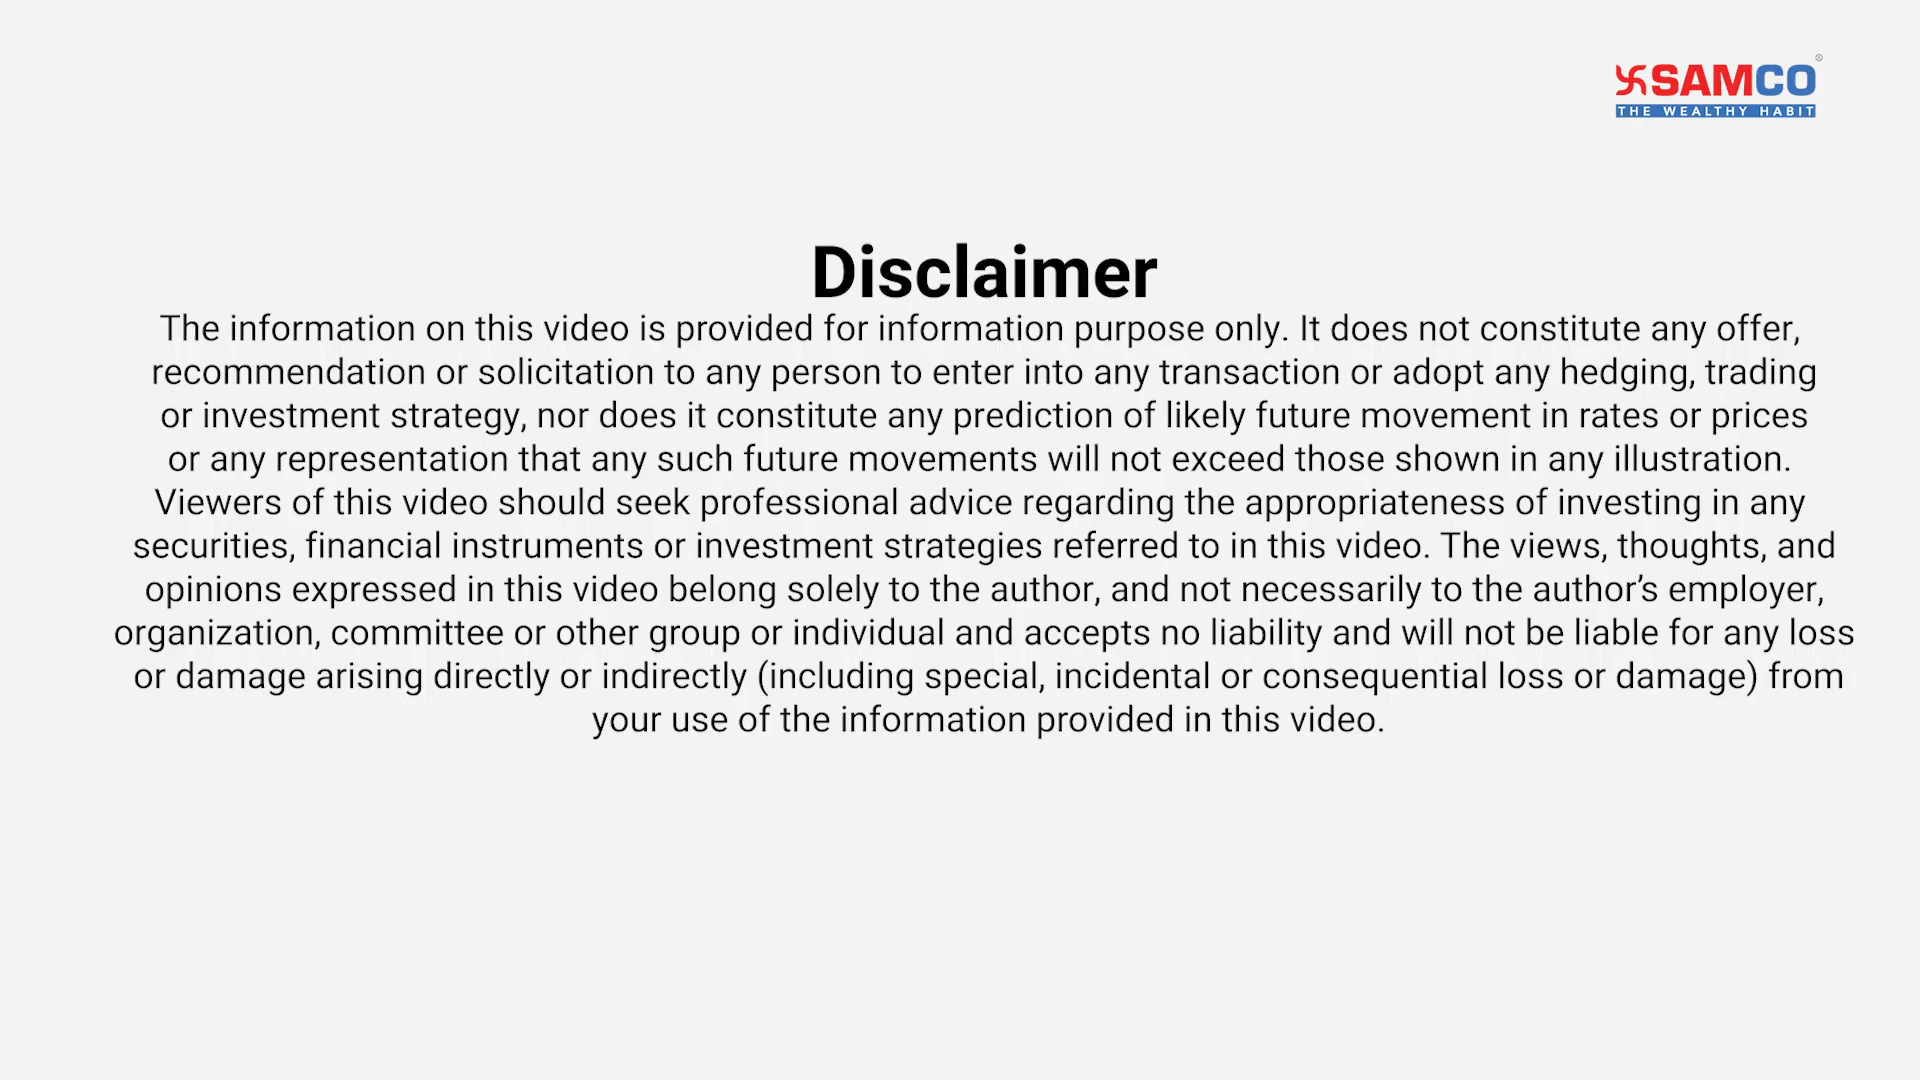 SAMCO
THE WEALTHY HABIT
Disclaimer
The information on this video is provided for information purpose only. It does not constitute any offer,
recommendation or solicitation to any person to enter into any transaction or adopt any hedging, trading
or investment strategy, nor does it constitute any prediction of likely future movement in rates or prices
or any representation that any such future movements will not exceed those shown in any illustration.
Viewers of this video should seek professional advice regarding the appropriateness of investing in any
securities, financial instruments or investment strategies referred to in this video. The views, thoughts, and
opinions expressed in this video belong solely to the author, and not necessarily to the author’s employer,
organization, committee or other group or individual and accepts no liability and will not be liable for any loss
or damage arising directly or indirectly (including special, incidental or consequential loss or damage) from
your use of the information provided in this video.